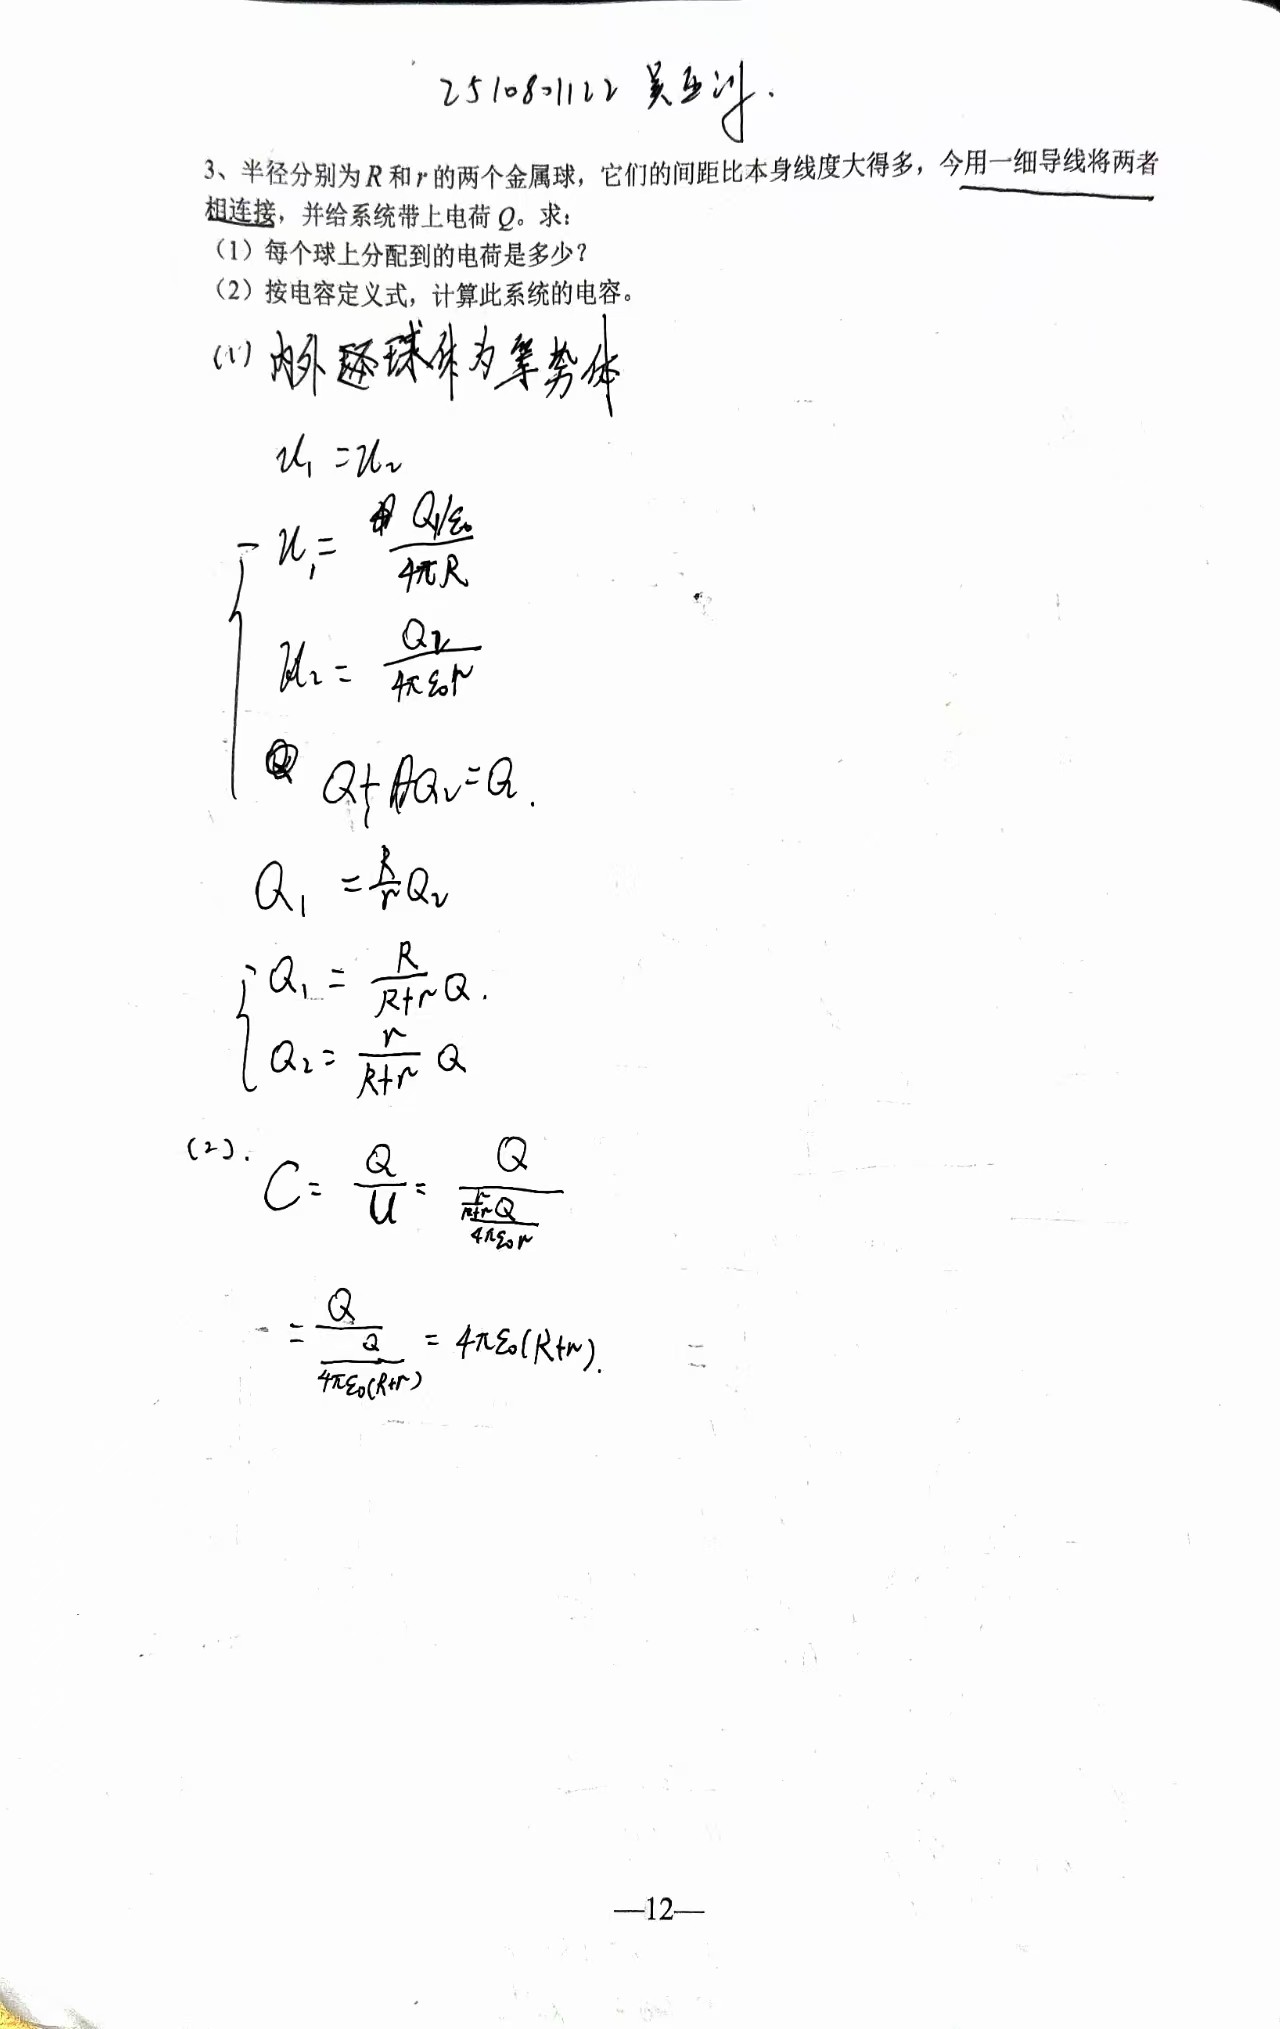 2510801122 吴
3、半径分别为R和r的两个金属球，它们的间距比本身线度大得多，今用一细导线将两者
相连接，并给系统带上电荷Q。求：
（1）每个球上分配到的电荷是多少？
（2）按电容定义式，计算此系统的电容。
(1) 内外球体为等势体
U₁ = U₂
U₁ = (Q₁/ε₀)/(4πR)
U₂ = Q₂/(4πε₀r)
Q₁ + Q₂ = Q.
Q₁ = R/r Q₂
Q₁ = R/(R+r) Q.
Q₂ = r/(R+r) Q
(2). C = Q/U = Q/((r/(R+r) Q)/(4πε₀r))
= Q/(Q/(4πε₀(R+r))) = 4πε₀(R+r).
—12—